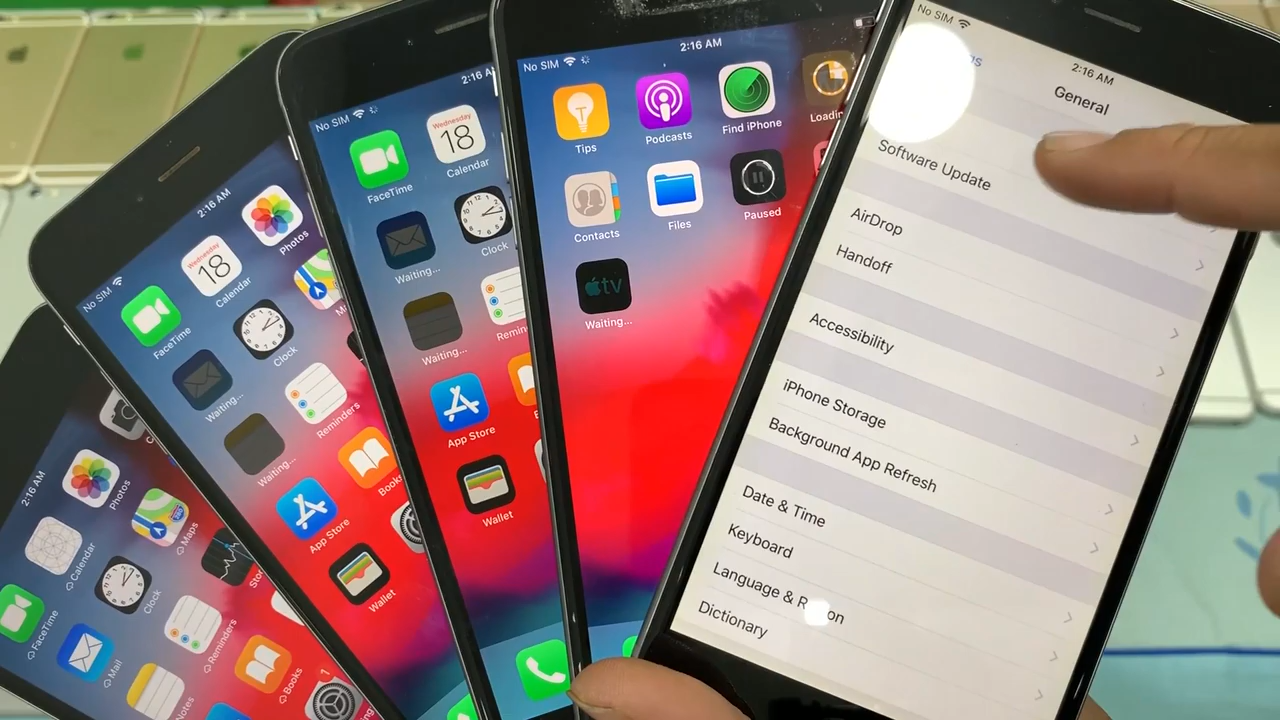 2:16 AM
Photos
Calendar
Maps
Clock
FaceTime
Reminders
Mail
Books
Notes
1
No SIM
2:16 AM
Photos
Wednesday
18
Calendar
FaceTime
Clock
Waiting...
Reminders
Waiting...
Books
App Store
Wallet
No SIM
2:16 AM
Wednesday
18
FaceTime
Calendar
Waiting...
Clock
Waiting...
App Store
Wallet
No SIM
2:16 AM
Tips
Podcasts
Find iPhone
Loadin
Contacts
Files
Paused
tv
Waiting...
No SIM
2:16 AM
General
Software Update
AirDrop
Handoff
Accessibility
iPhone Storage
Background App Refresh
Date & Time
Keyboard
Language & R
Dictionary